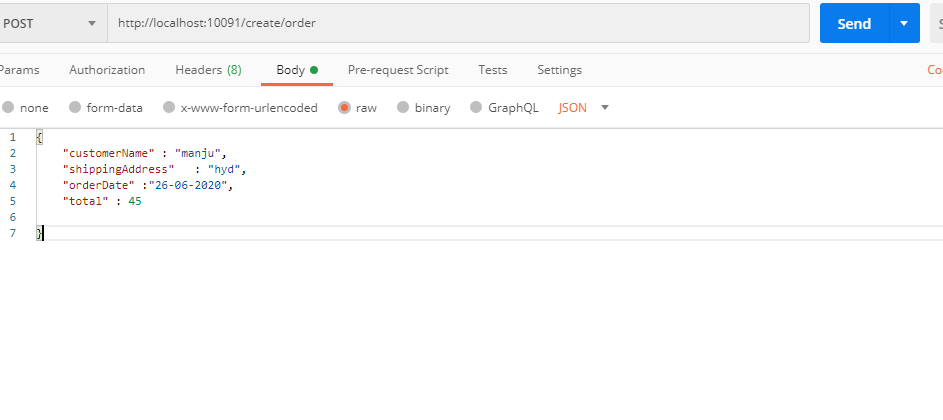 POST http://localhost:10091/create/order Send
Params Authorization Headers (8) Body Pre-request Script Tests Settings
none form-data x-www-form-urlencoded raw binary GraphQL JSON
1 {
2 "customerName" : "manju",
3 "shippingAddress" : "hyd",
4 "orderDate" :"26-06-2020",
5 "total" : 45
6
7 }